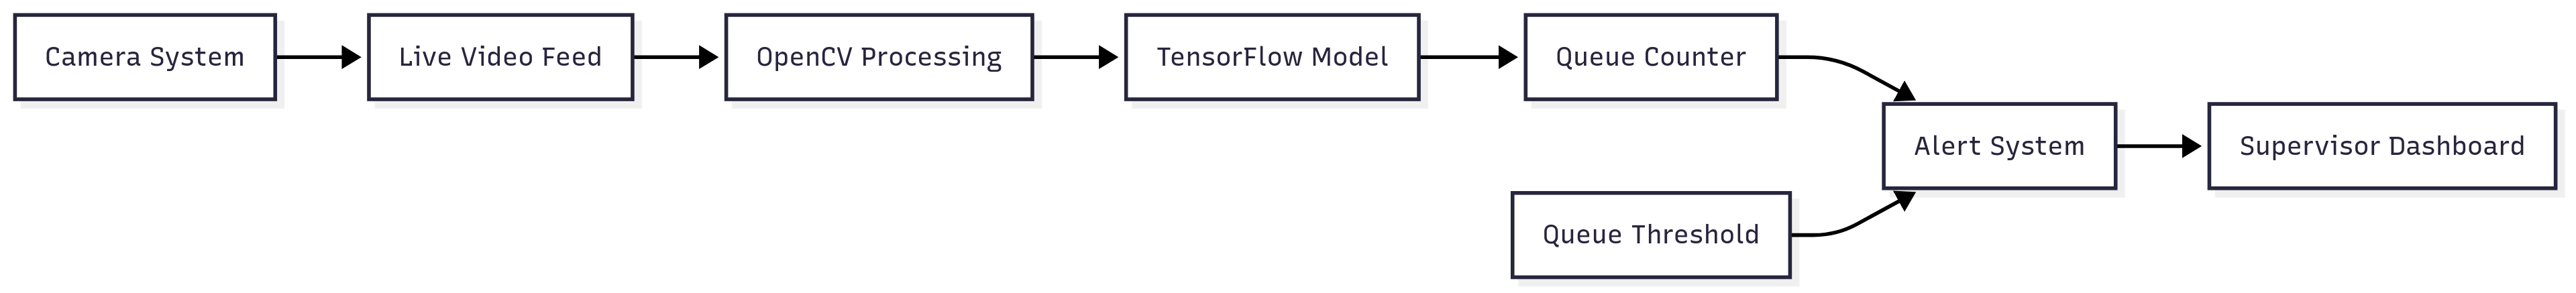 Camera System
Live Video Feed
OpenCV Processing
TensorFlow Model
Queue Counter
Alert System
Supervisor Dashboard
Queue Threshold